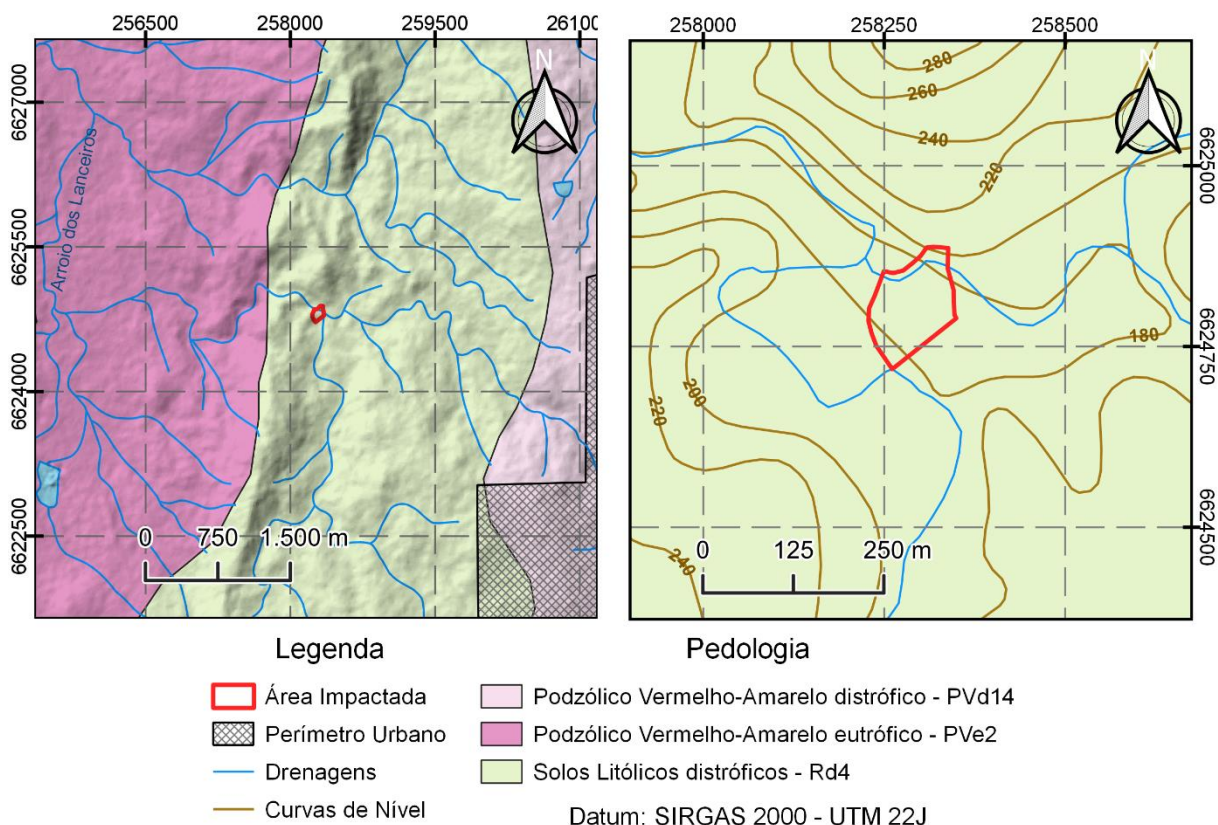 256500 258000 259500 261000
258000 258250 258500
N
N
6627000
6625500
6624000
6622500
Arroio dos Lanceiros
0 750 1.500 m
280
260
240
220
180
200
220
240
6625000
6624750
6624500
0 125 250 m
Legenda
Pedologia
Área Impactada
Podzólico Vermelho-Amarelo distrófico - PVd14
Perímetro Urbano
Podzólico Vermelho-Amarelo eutrófico - PVe2
Drenagens
Solos Litólicos distróficos - Rd4
Curvas de Nível
Datum: SIRGAS 2000 - UTM 22J